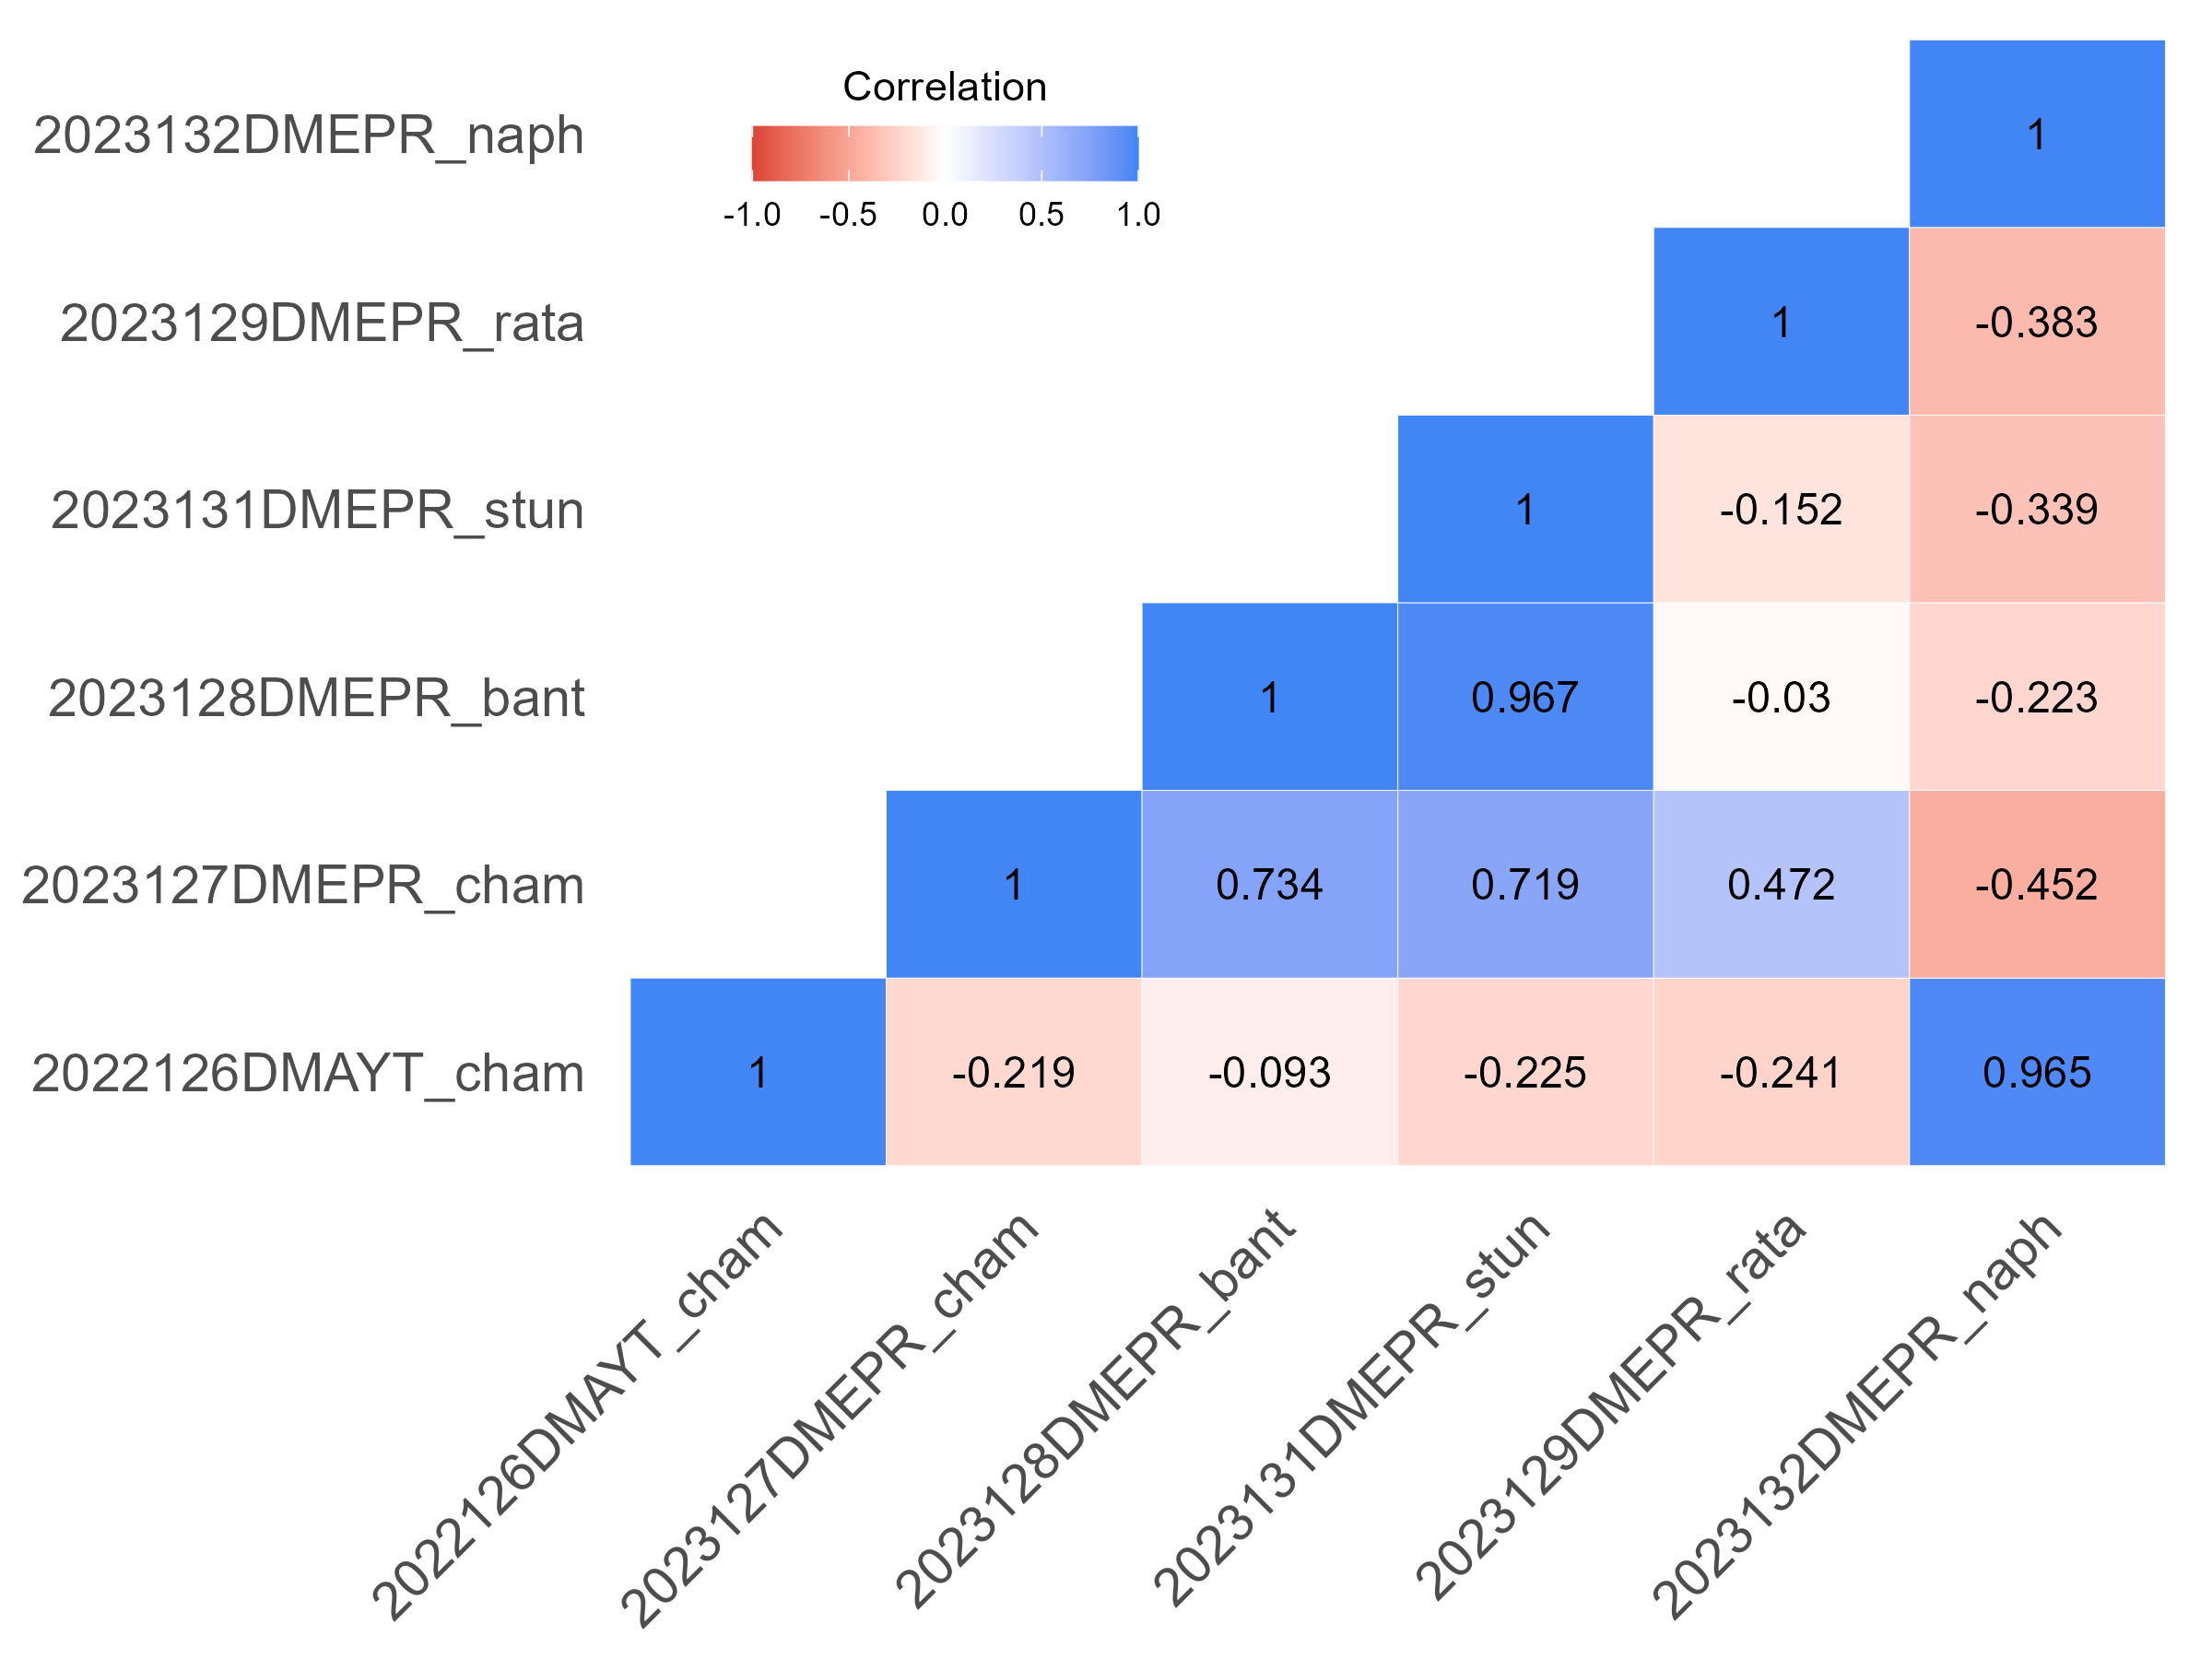 Correlation
-1.0 -0.5 0.0 0.5 1.0
2023132DMEPR_naph 1
2023129DMEPR_rata 1 -0.383
2023131DMEPR_stun 1 -0.152 -0.339
2023128DMEPR_bant 1 0.967 -0.03 -0.223
2023127DMEPR_cham 1 0.734 0.719 0.472 -0.452
2022126DMAYT_cham 1 -0.219 -0.093 -0.225 -0.241 0.965
2022126DMAYT_cham
2023127DMEPR_cham
2023128DMEPR_bant
2023131DMEPR_stun
2023129DMEPR_rata
2023132DMEPR_naph